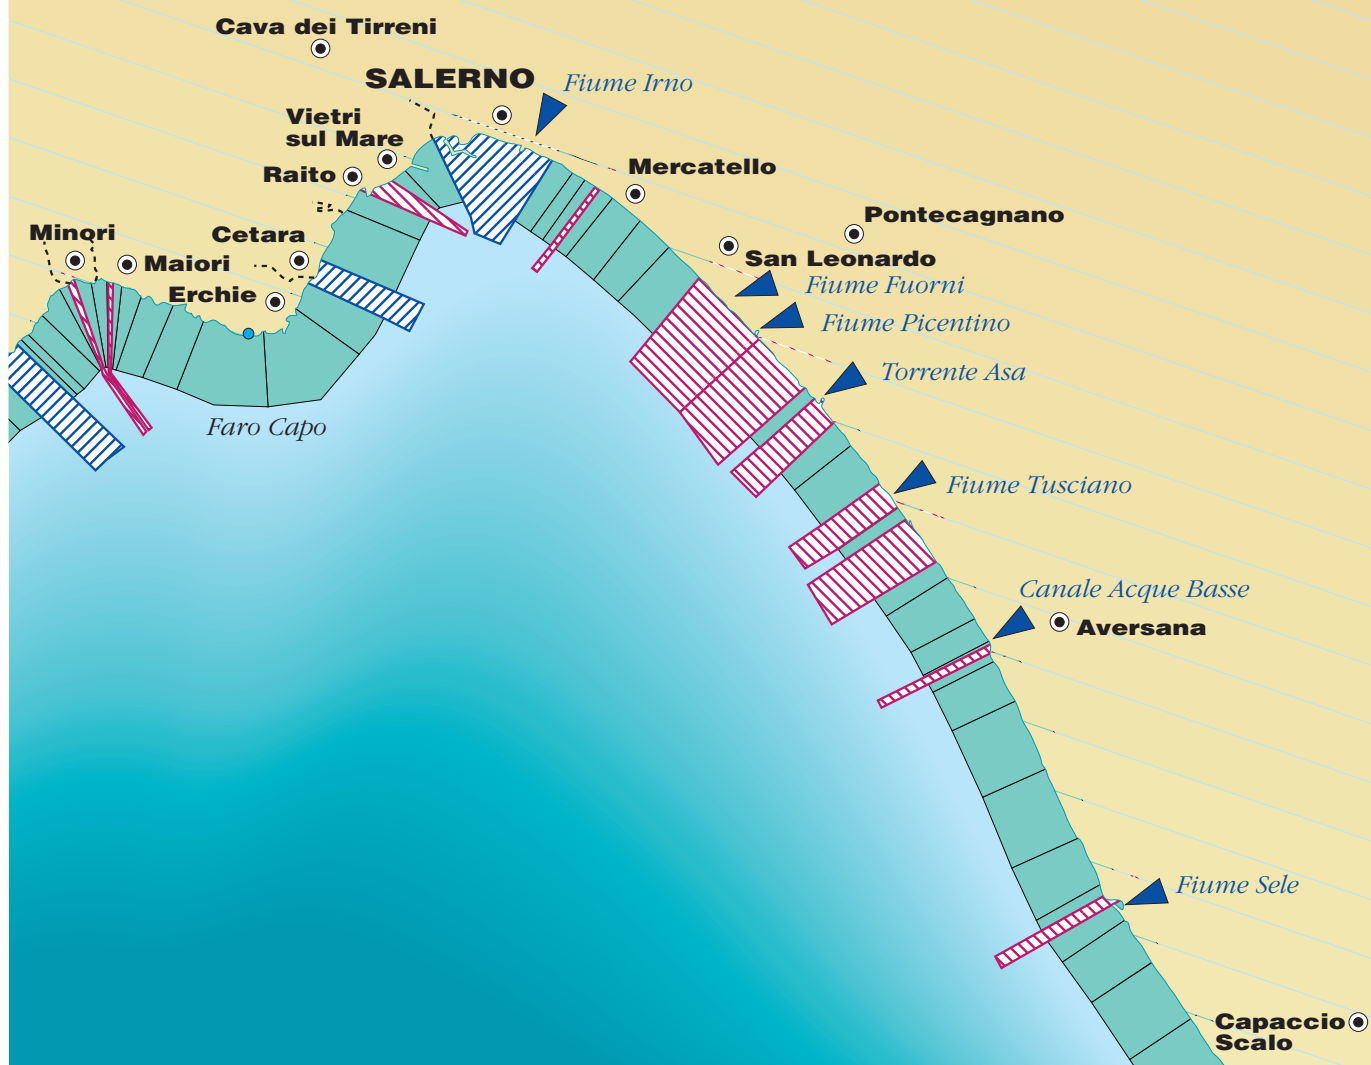 Cava dei Tirreni
SALERNO
Fiume Irno
Vietri
sul Mare
Raito
Mercatello
Pontecagnano
Minori
Cetara
Maiori
San Leonardo
Erchie
Fiume Fuorni
Fiume Picentino
Torrente Asa
Faro Capo
Fiume Tusciano
Canale Acque Basse
Aversana
Fiume Sele
Capaccio
Scalo